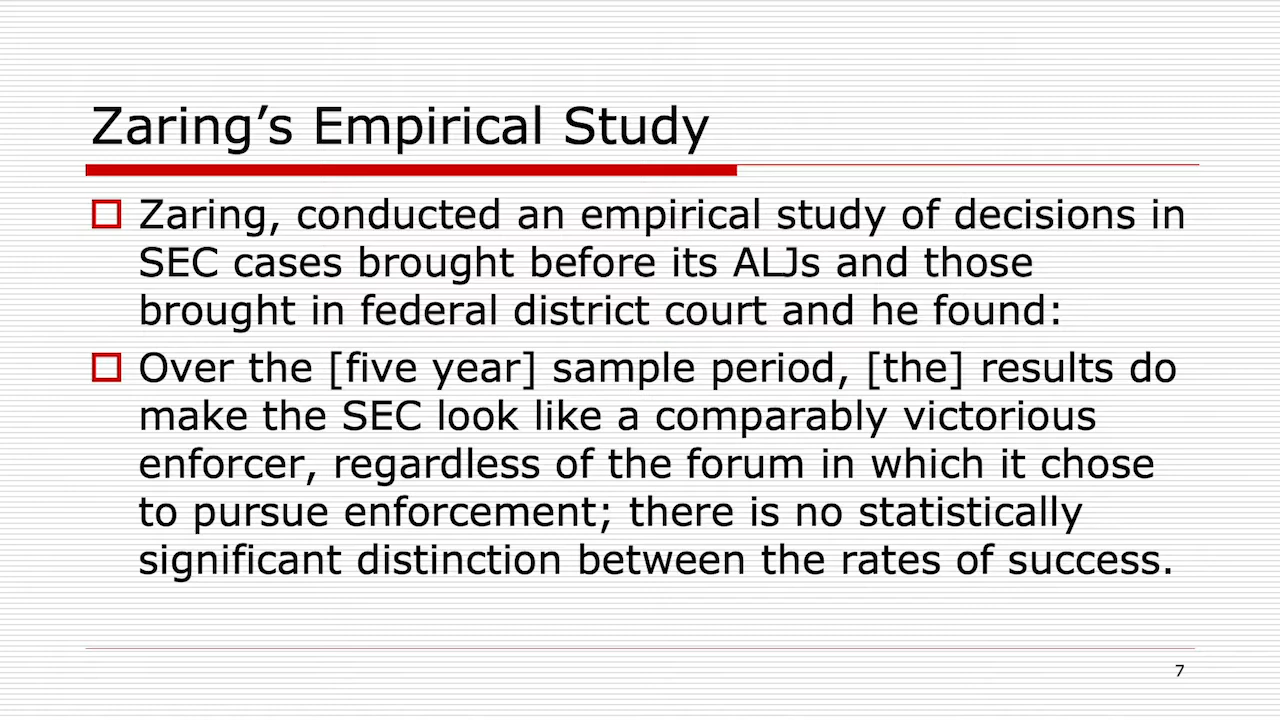 Zaring’s Empirical Study
Zaring, conducted an empirical study of decisions in
SEC cases brought before its ALJs and those
brought in federal district court and he found:
Over the [five year] sample period, [the] results do
make the SEC look like a comparably victorious
enforcer, regardless of the forum in which it chose
to pursue enforcement; there is no statistically
significant distinction between the rates of success.
7